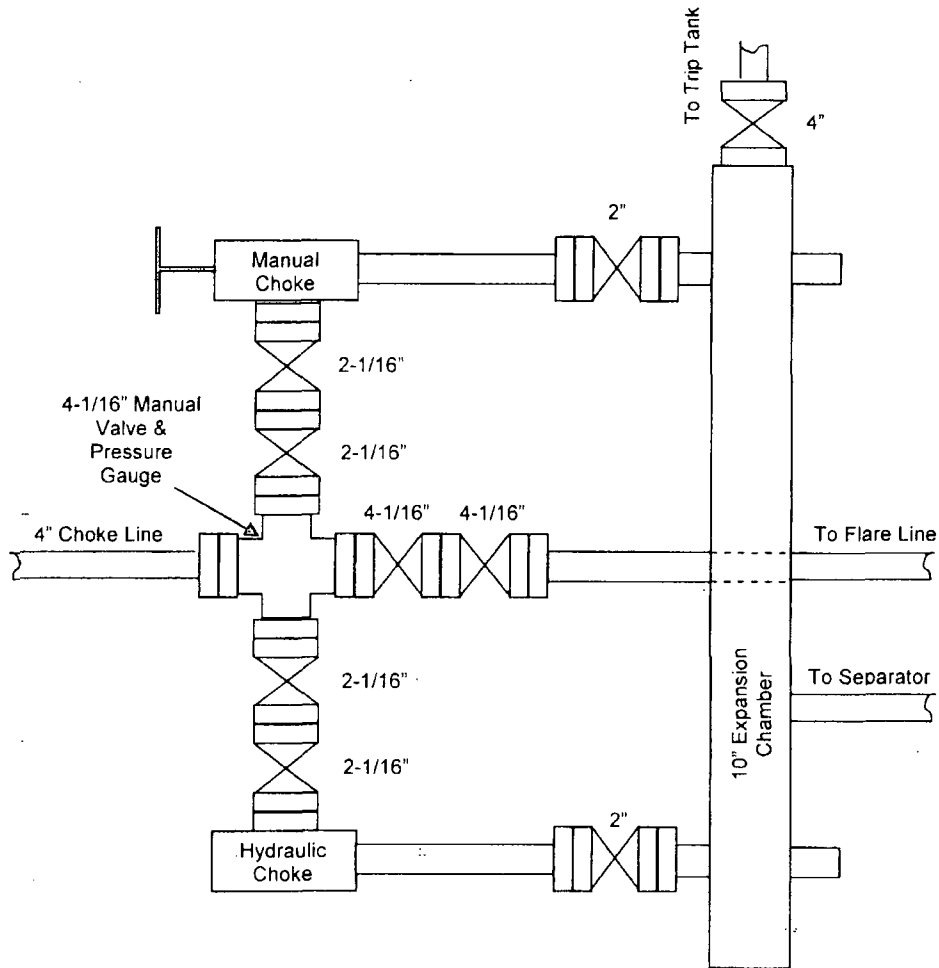 To Trip Tank
4"
2"
Manual
Choke
2-1/16"
4-1/16" Manual
Valve &
Pressure
Gauge
2-1/16"
4" Choke Line
4-1/16" 4-1/16"
To Flare Line
2-1/16"
To Separator
10" Expansion
Chamber
2-1/16"
Hydraulic
Choke
2"